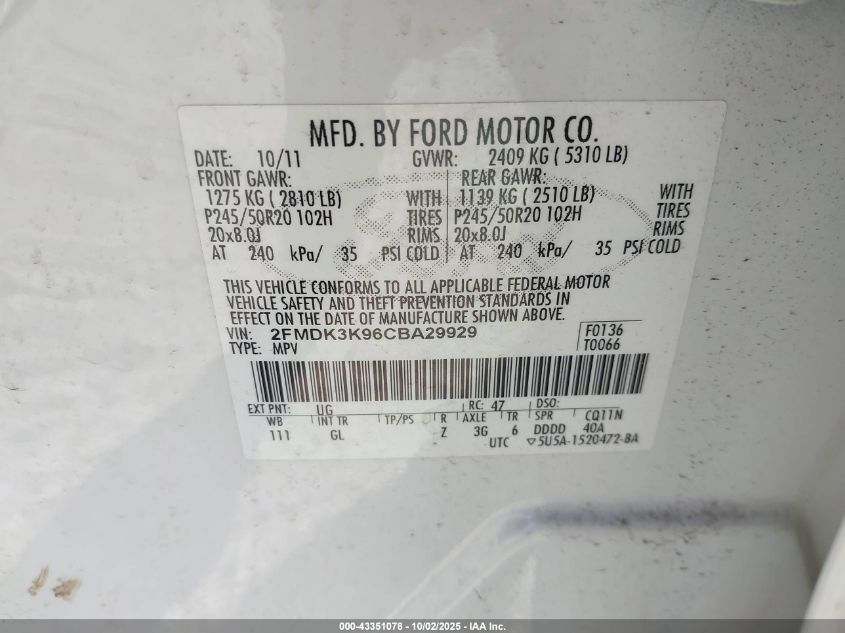 MFD. BY FORD MOTOR CO.
DATE: 10/11 GVWR: 2409 KG ( 5310 LB)
FRONT GAWR: REAR GAWR:
1275 KG ( 2810 LB) WITH 1139 KG ( 2510 LB) WITH
P245/50R20 102H TIRES P245/50R20 102H TIRES
20x8.0J RIMS 20x8.0J RIMS
AT 240 kPa/ 35 PSI COLD AT 240 kPa/ 35 PSI COLD
THIS VEHICLE CONFORMS TO ALL APPLICABLE FEDERAL MOTOR
VEHICLE SAFETY AND THEFT PREVENTION STANDARDS IN
EFFECT ON THE DATE OF MANUFACTURE SHOWN ABOVE.
VIN: 2FMDK3K96CBA29929 F0136
TYPE: MPV T0066
EXT PNT: UG RC: 47 DSO:
WB INT TR TP/PS R AXLE TR SPR CQ11N
111 GL Z 3G 6 DDDD 40A
UTC ▽5U5A-1520472-BA
000-43351078 - 10/02/2025 - IAA Inc.